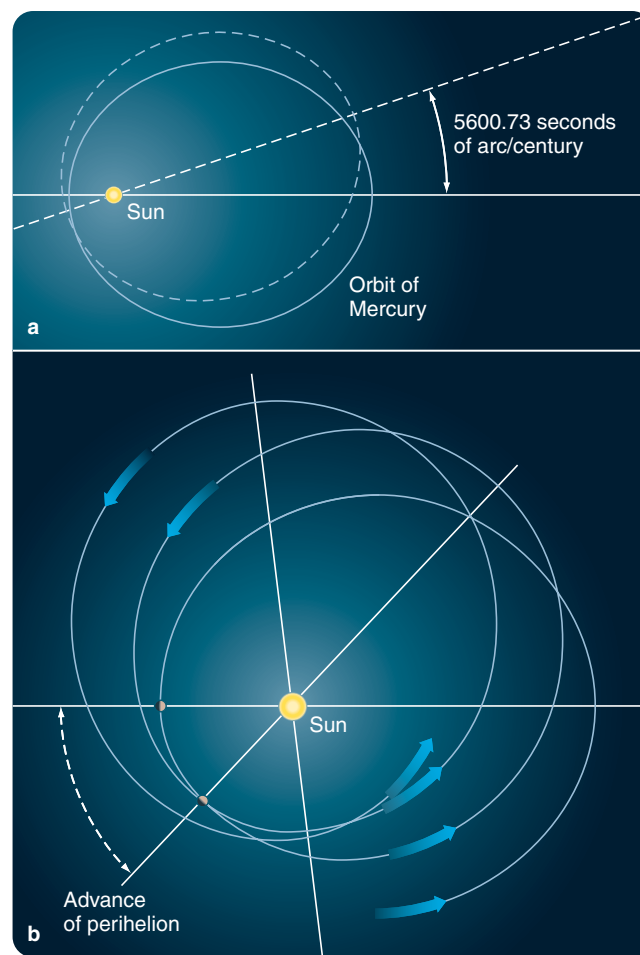 5600.73 seconds
of arc/century
Sun
Orbit of
Mercury
a
Sun
Advance
of perihelion
b